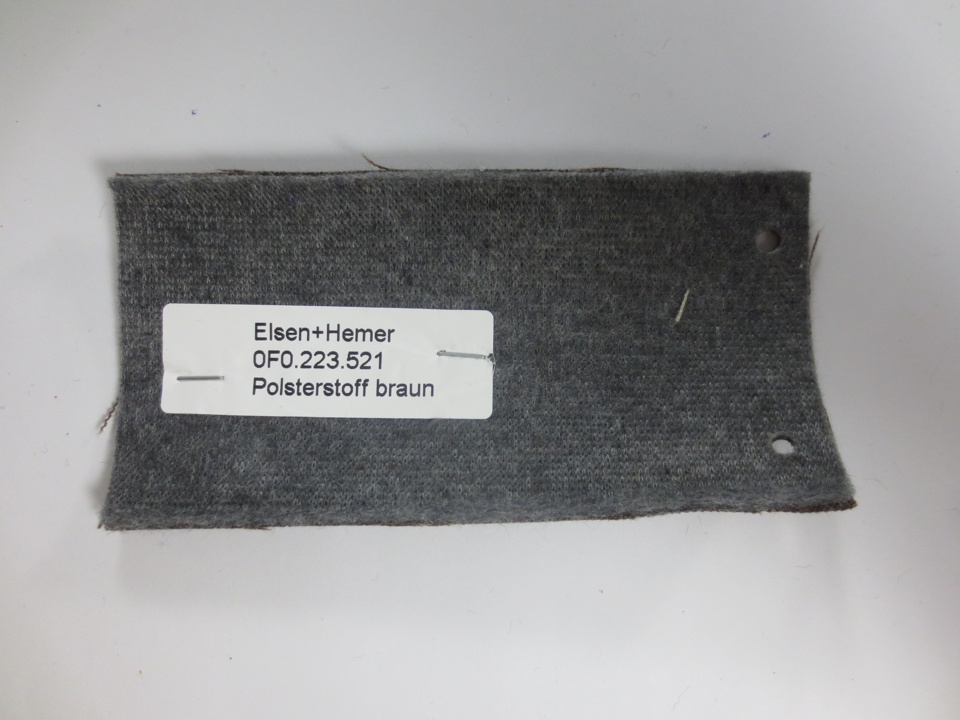 Elsen+Hemer
0F0.223.521
Polsterstoff braun